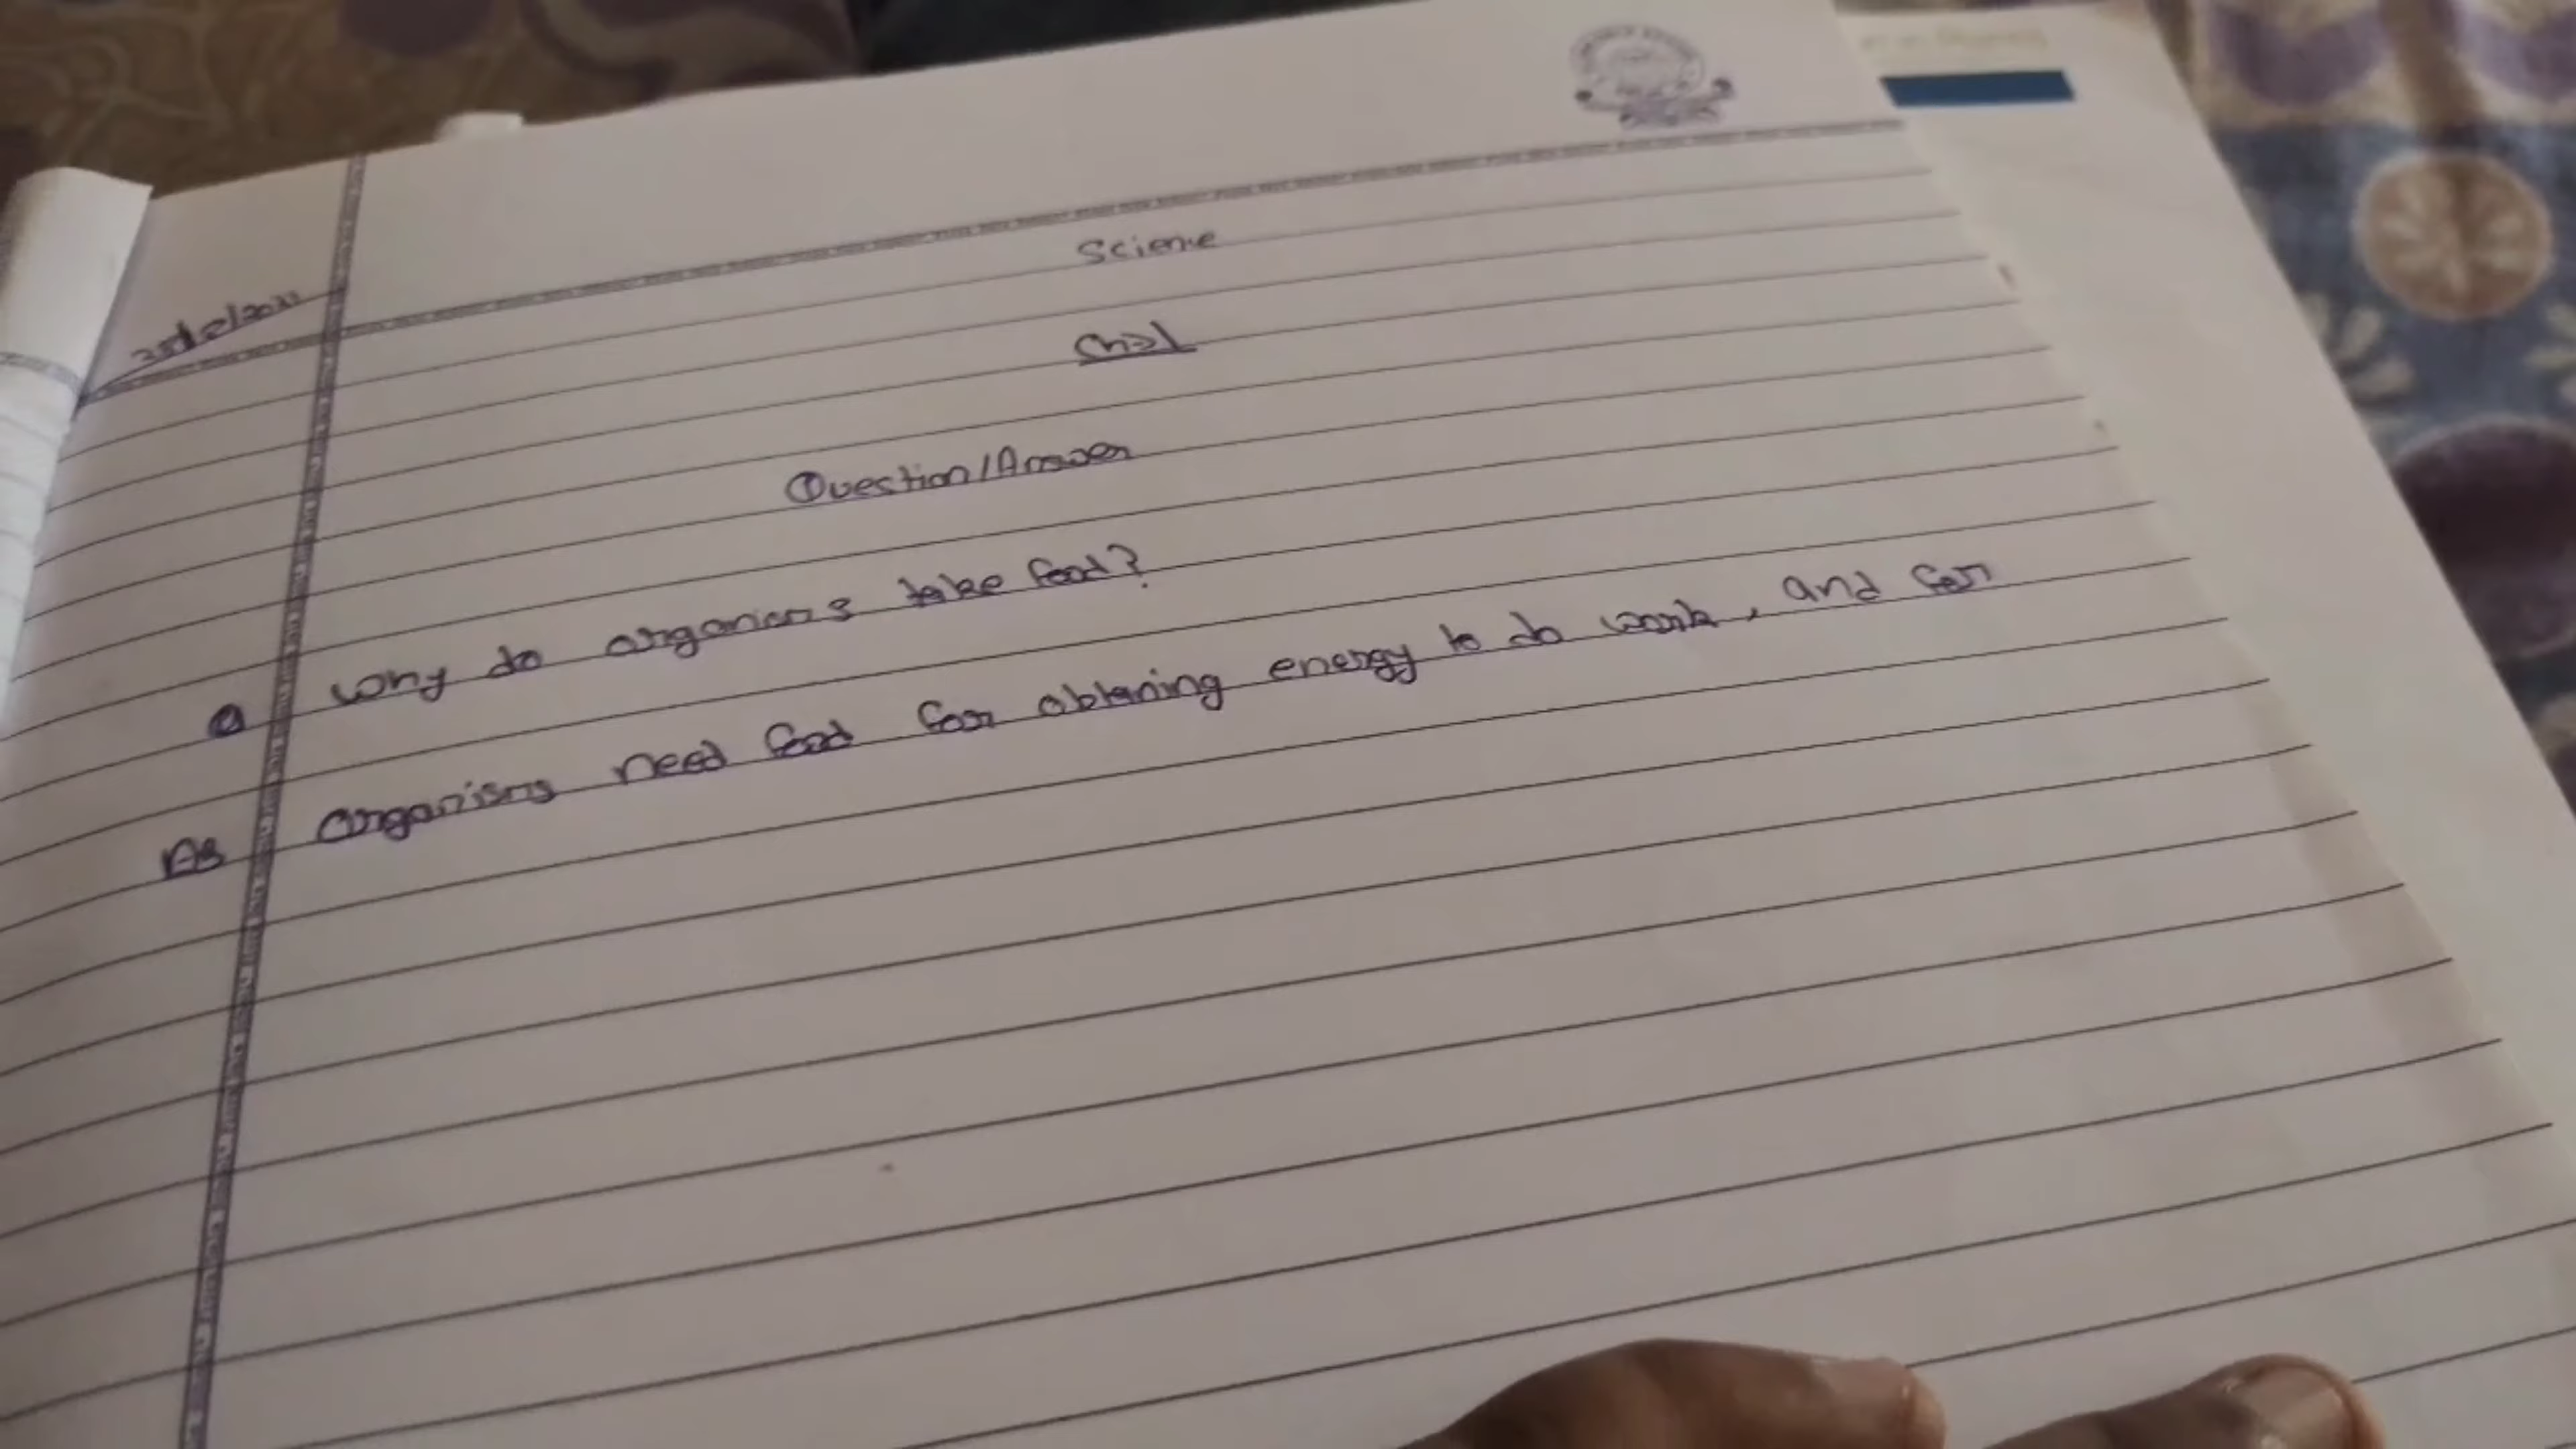 Science
Ch=>1
Question/Answer
Q Why do organisms take food?
As Organisms need food for obtaning energy to do work, and for